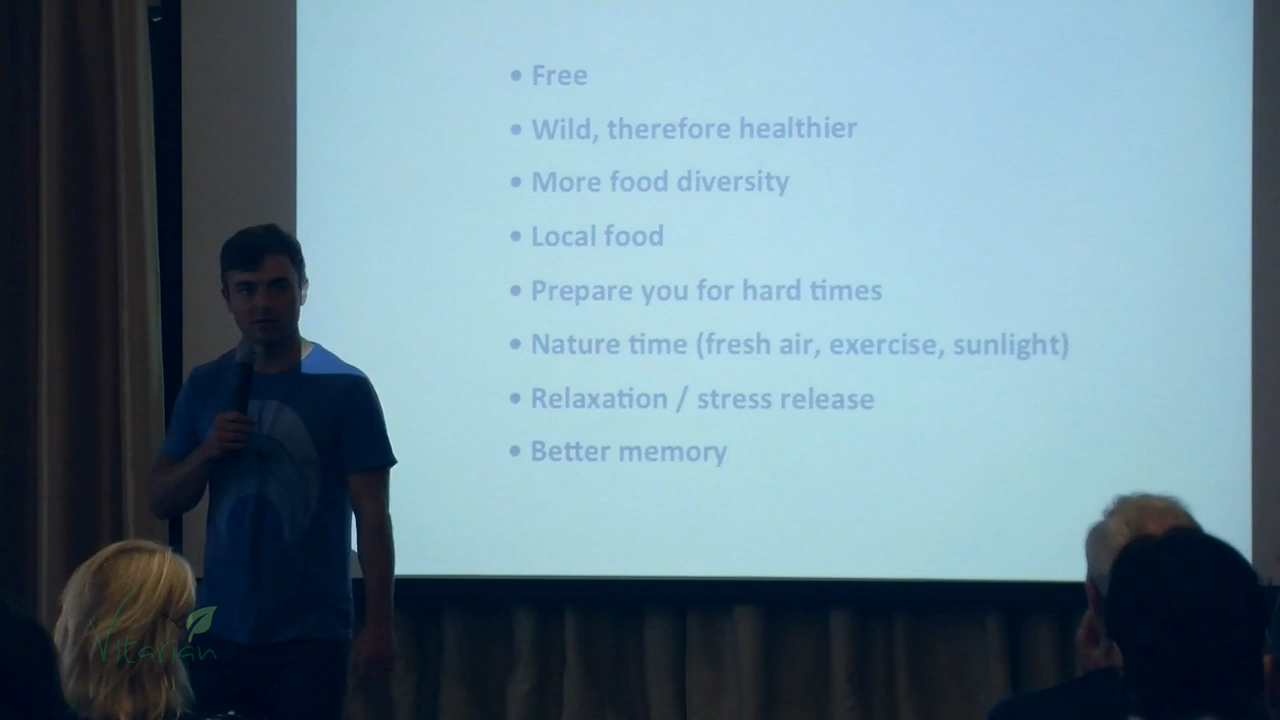 • Free
• Wild, therefore healthier
• More food diversity
• Local food
• Prepare you for hard times
• Nature time (fresh air, exercise, sunlight)
• Relaxation / stress release
• Better memory
Vitarian